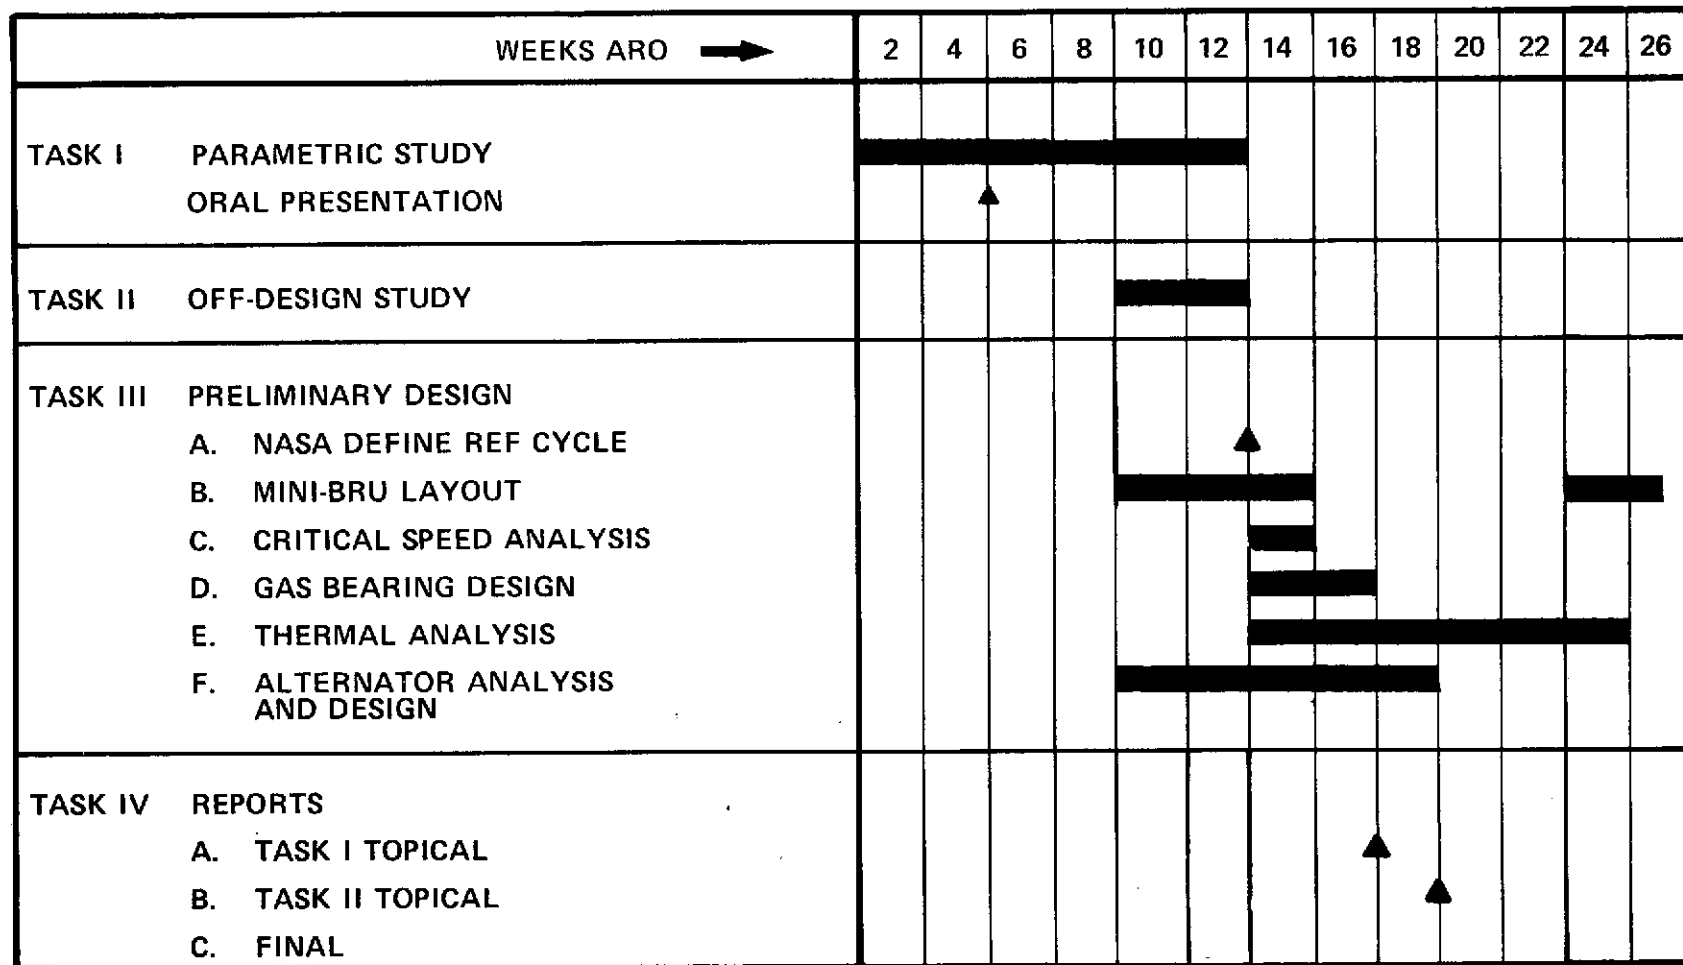 WEEKS ARO 2 4 6 8 10 12 14 16 18 20 22 24 26
TASK I PARAMETRIC STUDY
ORAL PRESENTATION
TASK II OFF-DESIGN STUDY
TASK III PRELIMINARY DESIGN
A. NASA DEFINE REF CYCLE
B. MINI-BRU LAYOUT
C. CRITICAL SPEED ANALYSIS
D. GAS BEARING DESIGN
E. THERMAL ANALYSIS
F. ALTERNATOR ANALYSIS
AND DESIGN
TASK IV REPORTS
A. TASK I TOPICAL
B. TASK II TOPICAL
C. FINAL